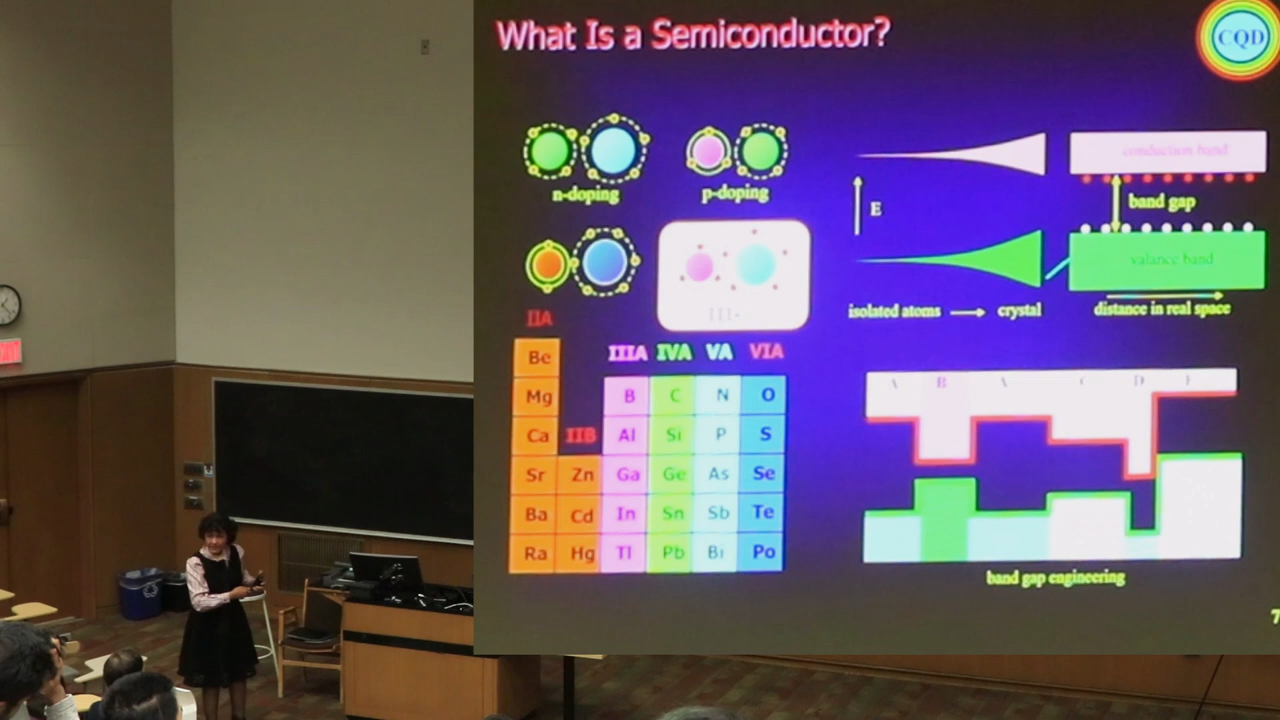 What Is a Semiconductor?
CQD
n-doping
p-doping
conduction band
band gap
E
valance band
isolated atoms
crystal
distance in real space
IIA
IIIA IVA VA VIA
Be
Mg B C N O
Ca IIB Al Si P S
Sr Zn Ga Ge As Se
Ba Cd In Sn Sb Te
Ra Hg Tl Pb Bi Po
A B A C D E
band gap engineering
7